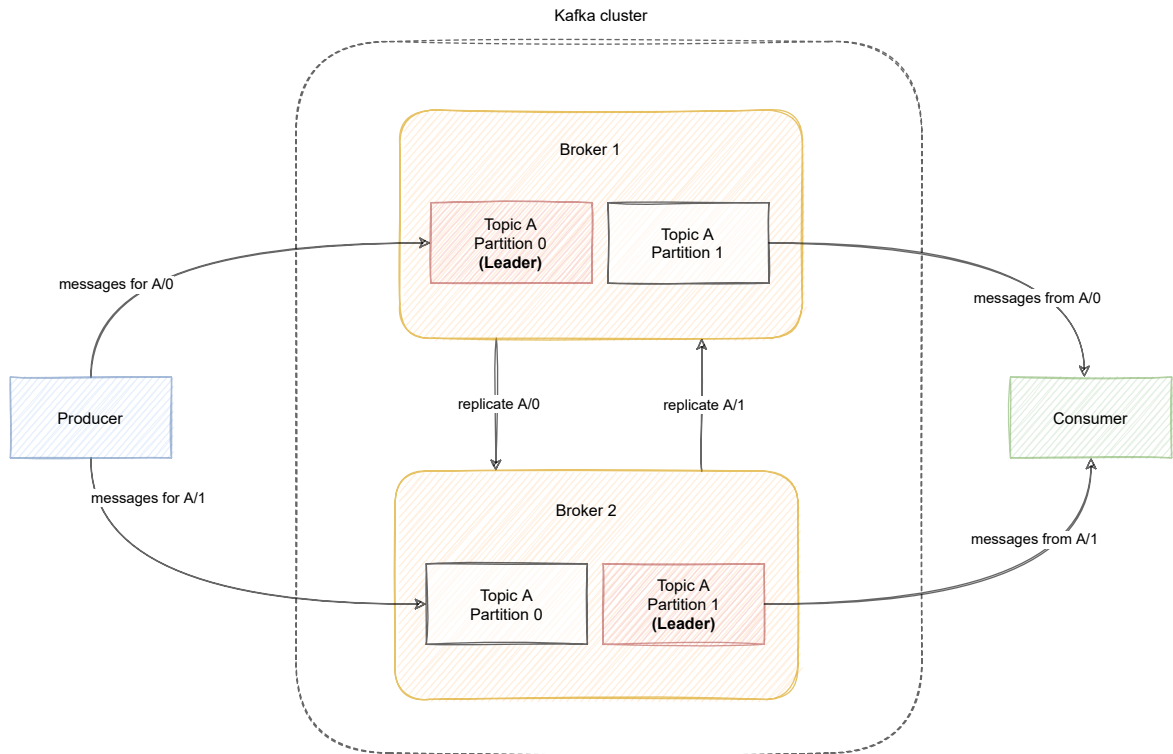 Kafka cluster
Broker 1
Topic A
Partition 0
(Leader)
Topic A
Partition 1
messages for A/0
messages from A/0
replicate A/0
replicate A/1
Producer
Consumer
messages for A/1
Broker 2
messages from A/1
Topic A
Partition 0
Topic A
Partition 1
(Leader)